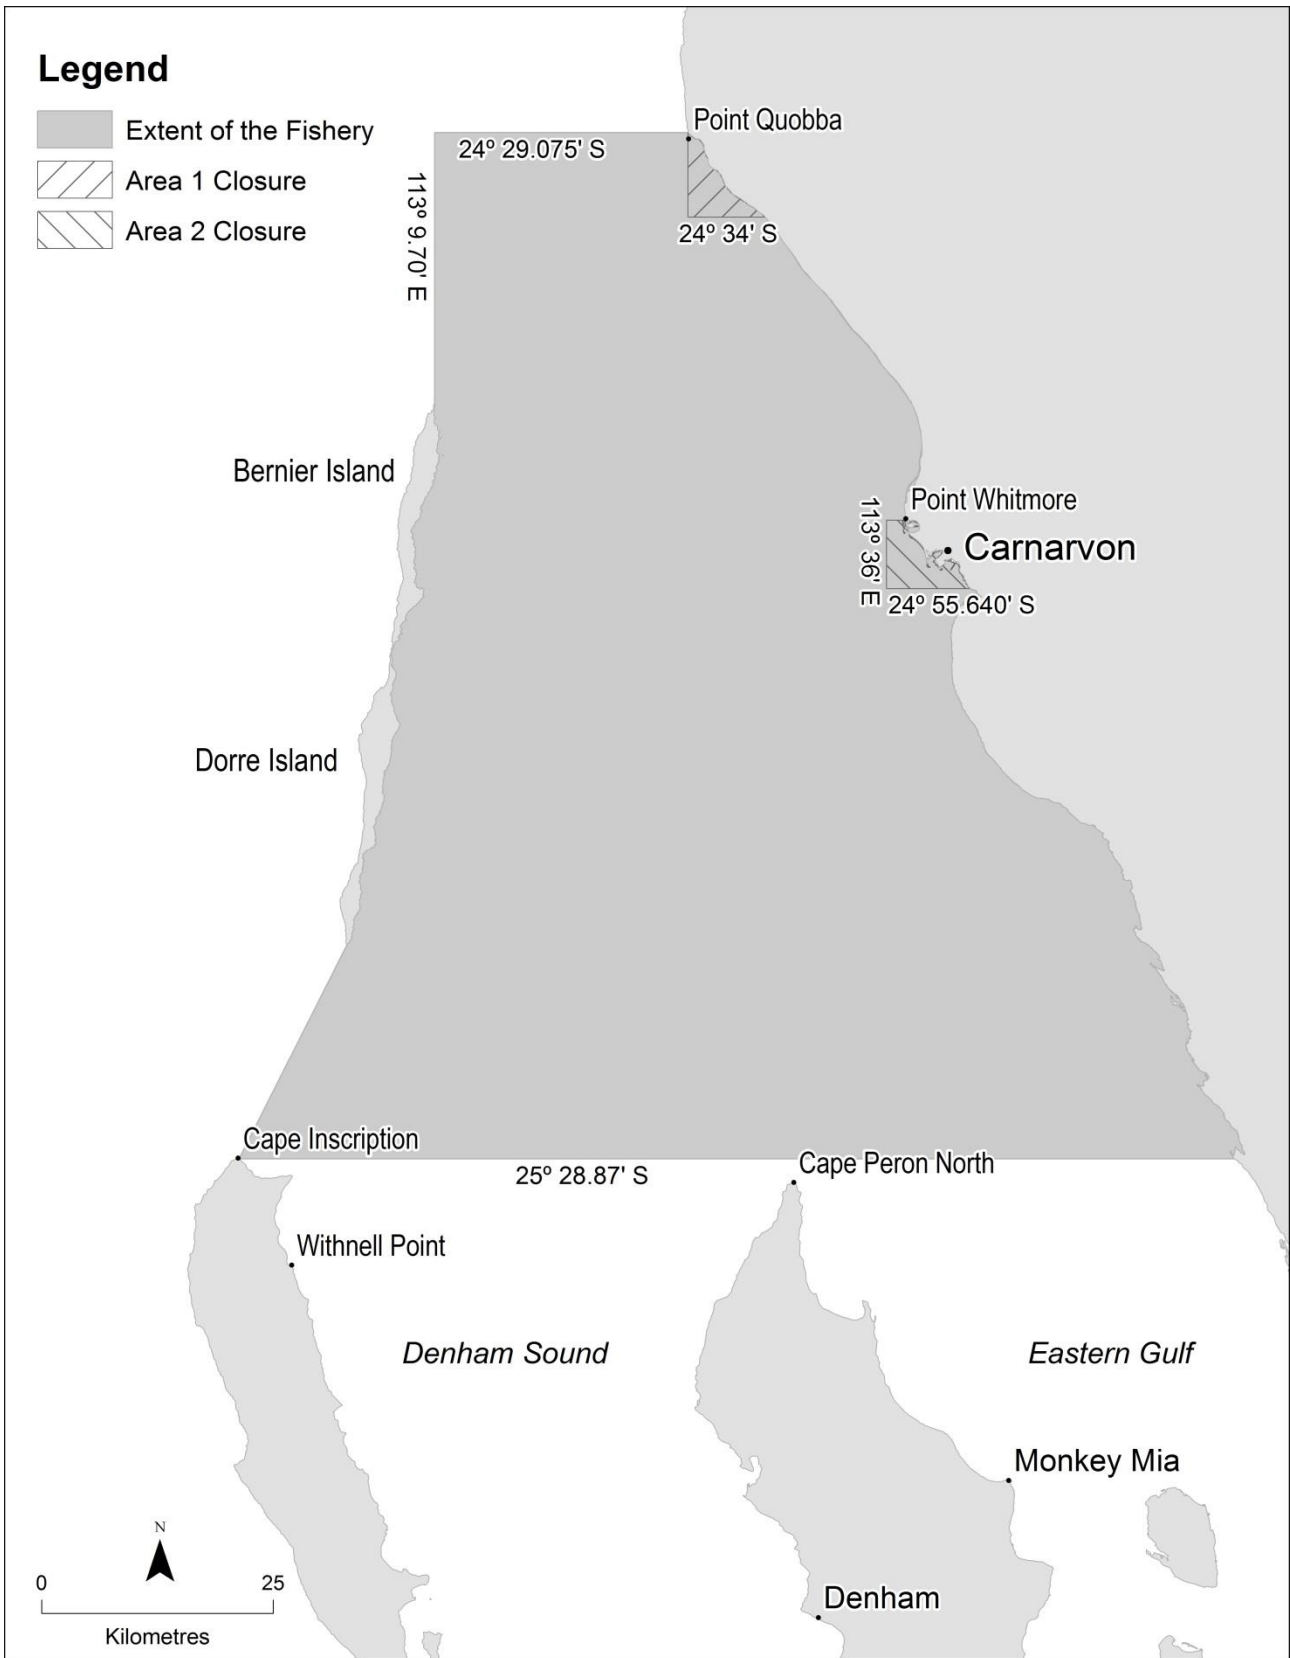 Legend
Extent of the Fishery
Area 1 Closure
Area 2 Closure
Point Quobba
24º 29.075' S
113º 9.70' E
24º 34' S
Bernier Island
Point Whitmore
113º 36' E
Carnarvon
24º 55.640' S
Dorre Island
Cape Inscription
25º 28.87' S
Cape Peron North
Withnell Point
Denham Sound
Eastern Gulf
Monkey Mia
N
0 25
Kilometres
Denham